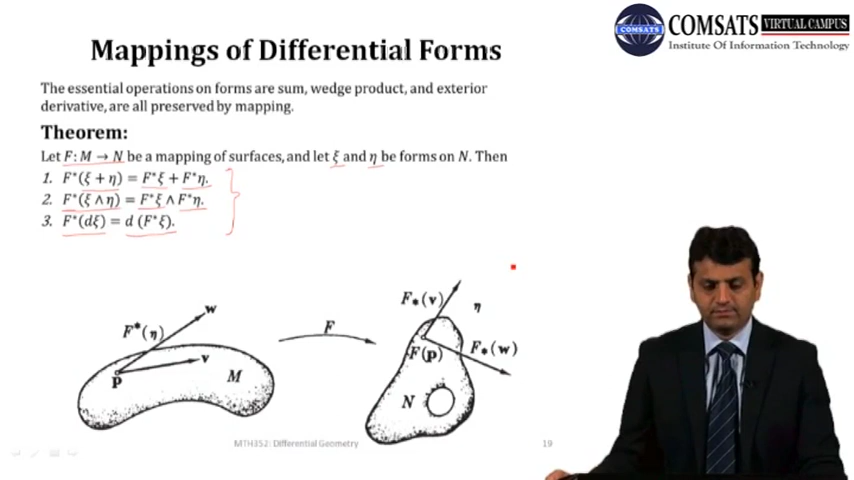 COMSATS VIRTUAL CAMPUS
COMSATS
Institute Of Information Technology
Mappings of Differential Forms
The essential operations on forms are sum, wedge product, and exterior
derivative, are all preserved by mapping.
Theorem:
Let F: M → N be a mapping of surfaces, and let ξ and η be forms on N. Then
1. F*(ξ + η) = F*ξ + F*η.
2. F*(ξ ∧ η) = F*ξ ∧ F*η.
3. F*(dξ) = d (F*ξ).
F*(η)
w
v
p
M
F
F*(v)
η
F(p)
F*(w)
N
MTH352: Differential Geometry
19